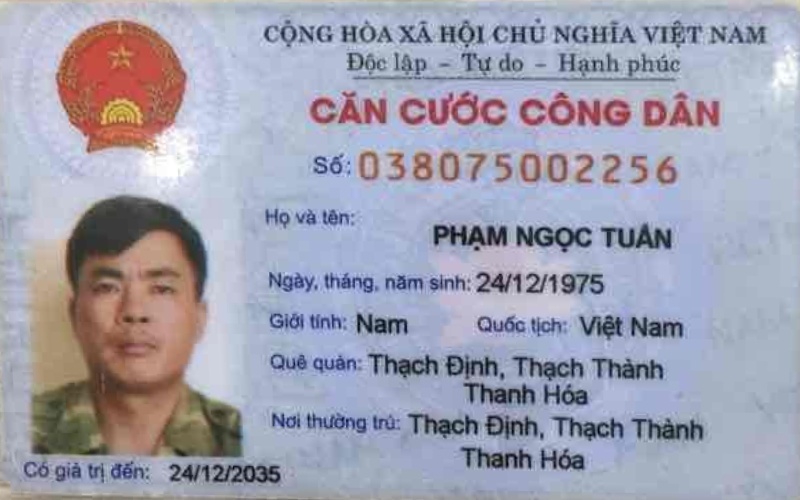 CỘNG HÒA XÃ HỘI CHỦ NGHĨA VIỆT NAM
Độc lập - Tự do - Hạnh phúc
CĂN CƯỚC CÔNG DÂN
Số: 038075002256
Họ và tên:
PHẠM NGỌC TUÂN
Ngày, tháng, năm sinh: 24/12/1975
Giới tính: Nam Quốc tịch: Việt Nam
Quê quán: Thạch Định, Thạch Thành
Thanh Hóa
Nơi thường trú: Thạch Định, Thạch Thành
Thanh Hóa
Có giá trị đến: 24/12/2035